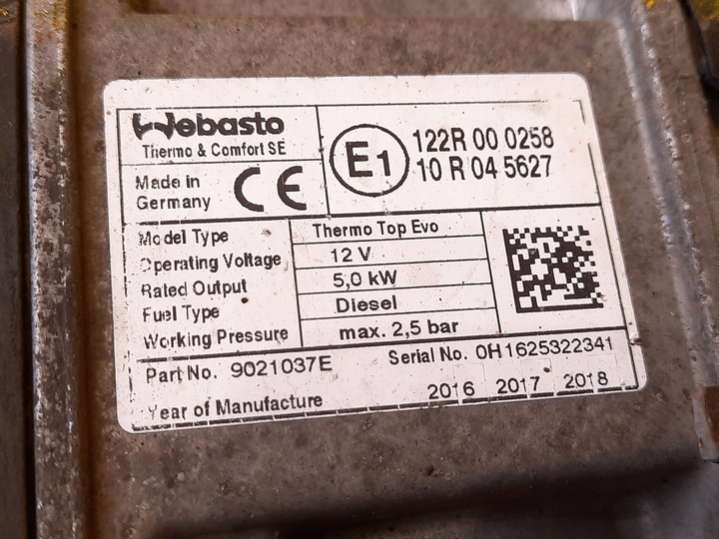 Webasto
Thermo & Comfort SE
Made in
Germany
CE
E1
122R 00 0258
10 R 04 5627
Model Type Thermo Top Evo
Operating Voltage 12 V
Rated Output 5,0 kW
Fuel Type Diesel
Working Pressure max. 2,5 bar
Part No. 9021037E Serial No. 0H1625322341
Year of Manufacture 2016 2017 2018